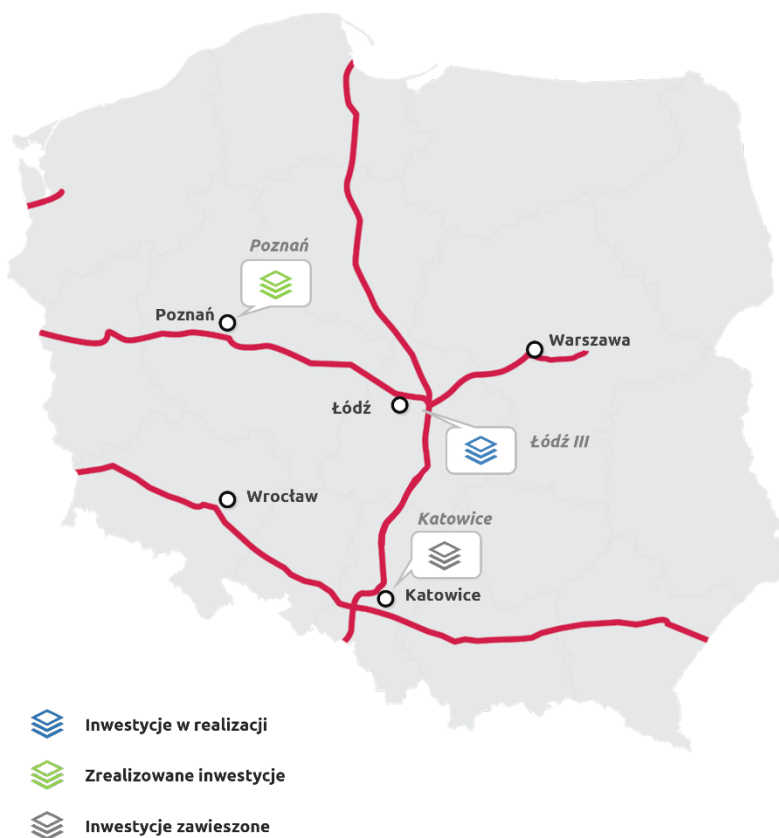 Poznań
Poznań
Warszawa
Łódź
Łódź III
Wrocław
Katowice
Katowice
Inwestycje w realizacji
Zrealizowane inwestycje
Inwestycje zawieszone